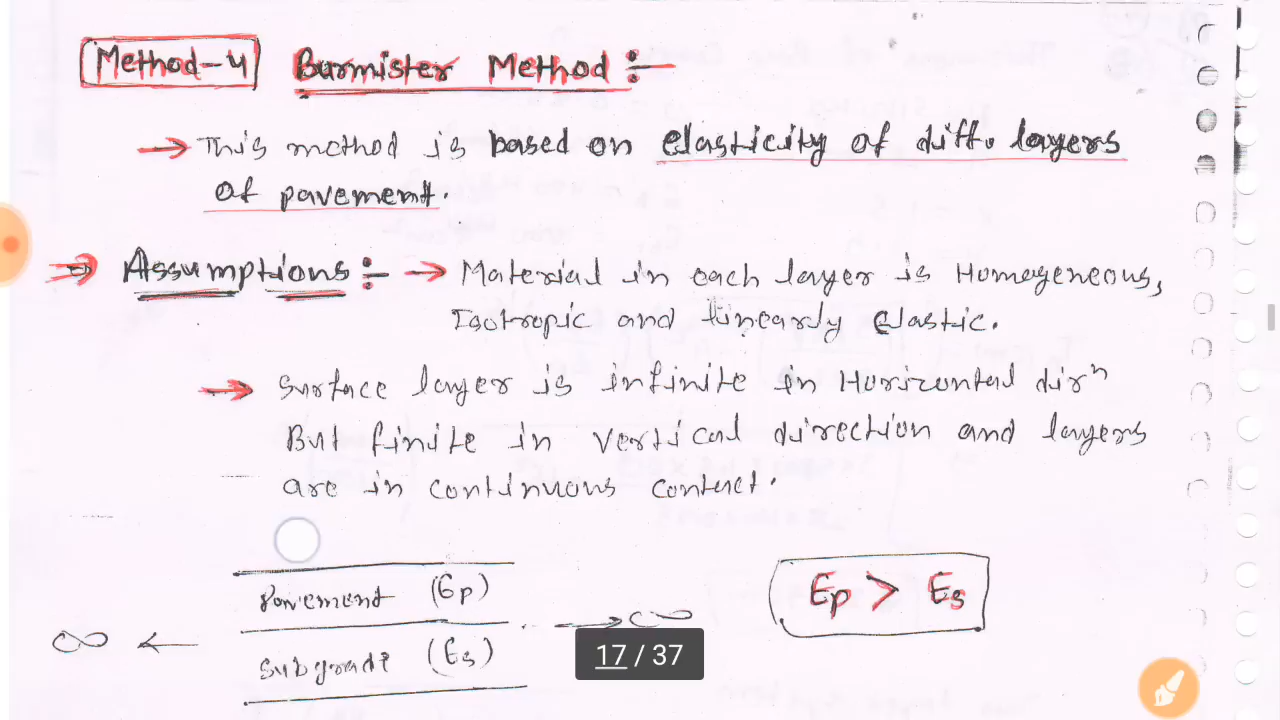 Method-4 Burmister Method :-
→ This method is based on elasticity of diff. layers
of pavement.
⇒ Assumptions :- → Material in each layer is Homogeneous,
Isotropic and linearly elastic.
→ Surface layer is infinite in Horizontal dirⁿ
But finite in vertical direction and layers
are in continuous contact.
Pavement (Ep)
Ep > Es
∞ ← → ∞
Subgrade (Es)
17 / 37